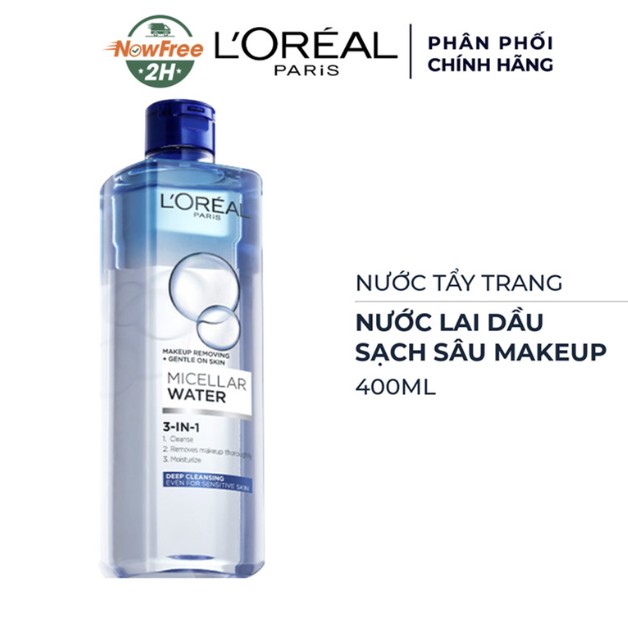 NowFree
2H
L'ORÉAL
PARIS
PHÂN PHỐI
CHÍNH HÃNG
L'ORÉAL
PARIS
MAKEUP REMOVING
+ GENTLE ON SKIN
MICELLAR
WATER
3-IN-1
1. Cleanse
2. Removes makeup thoroughly
3. Moisturize
DEEP CLEANSING
EVEN FOR SENSITIVE SKIN
NƯỚC TẨY TRANG
NƯỚC LAI DẦU
SẠCH SÂU MAKEUP
400ML